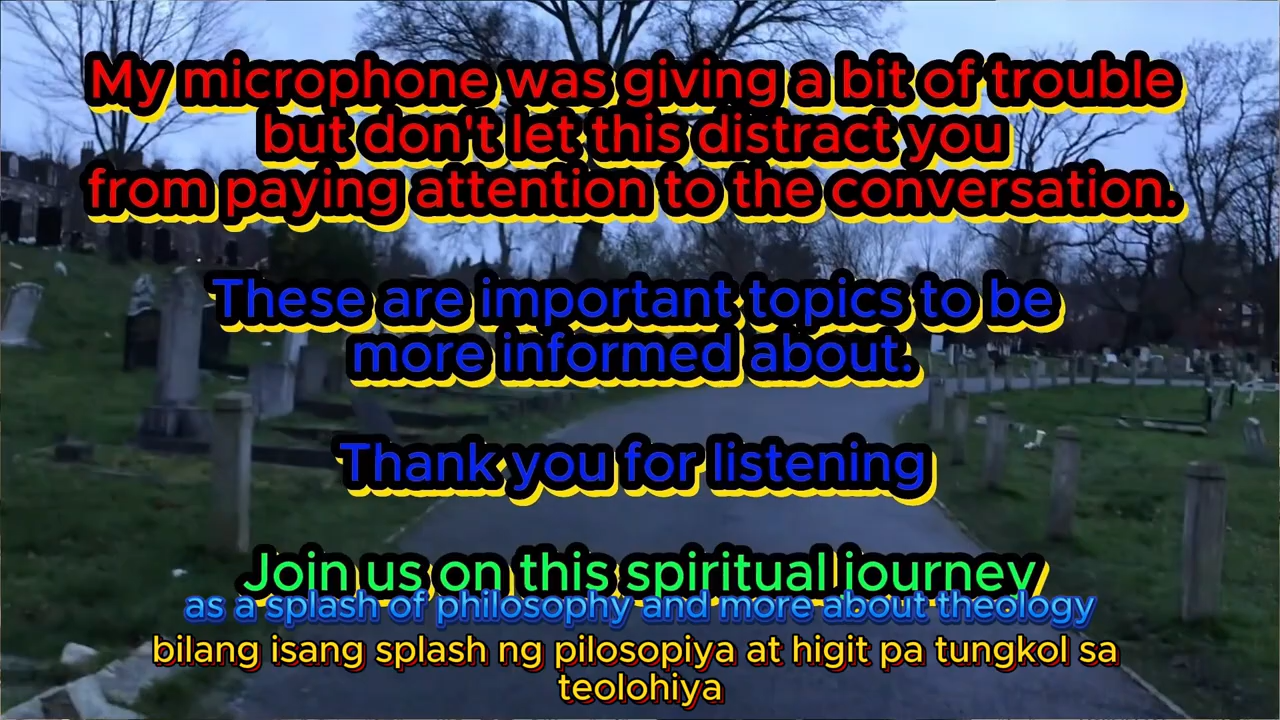 My microphone was giving a bit of trouble
but don't let this distract you
from paying attention to the conversation.
These are important topics to be
more informed about.
Thank you for listening
Join us on this spiritual journey
as a splash of philosophy and more about theology
bilang isang splash ng pilosopiya at higit pa tungkol sa
teolohiya